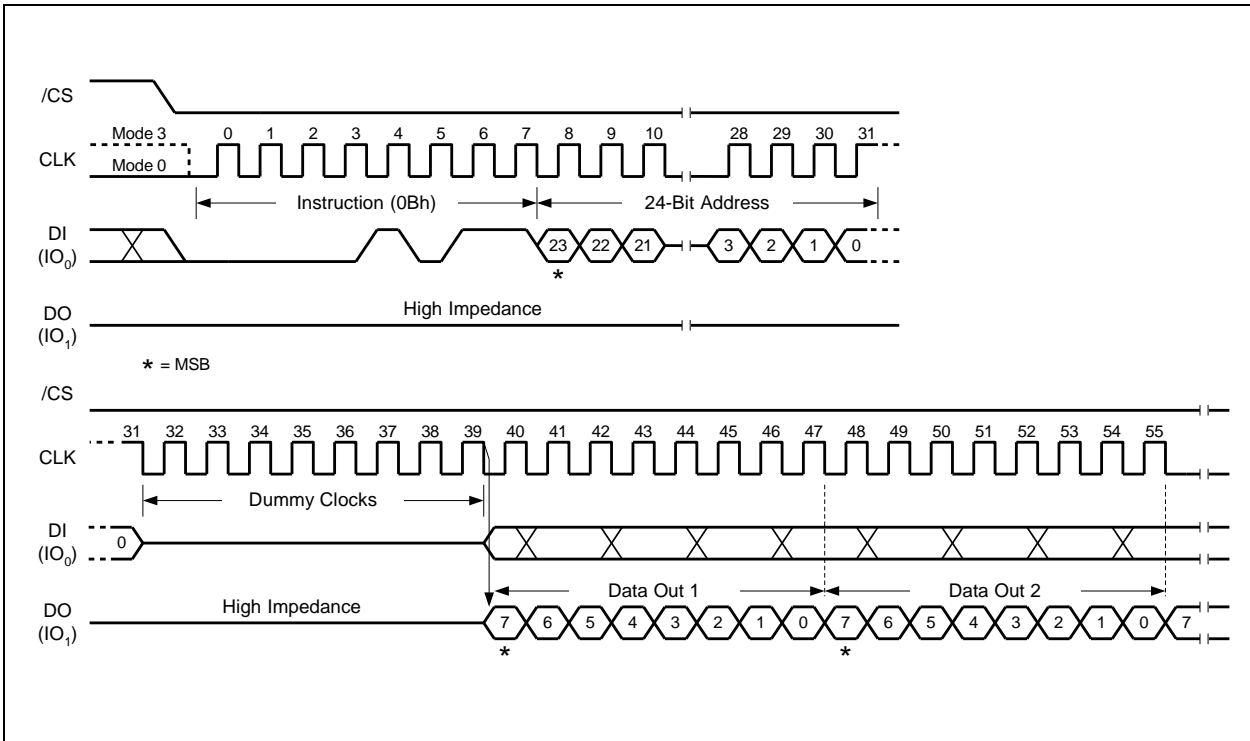 /CS
Mode 3 0 1 2 3 4 5 6 7 8 9 10 28 29 30 31
CLK
Mode 0
Instruction (0Bh) 24-Bit Address
DI
(IO0) 23 22 21 3 2 1 0
*
High Impedance
DO
(IO1)
* = MSB
/CS
31 32 33 34 35 36 37 38 39 40 41 42 43 44 45 46 47 48 49 50 51 52 53 54 55
CLK
Dummy Clocks
DI
(IO0) 0
High Impedance Data Out 1 Data Out 2
DO
(IO1) 7 6 5 4 3 2 1 0 7 6 5 4 3 2 1 0 7
* *